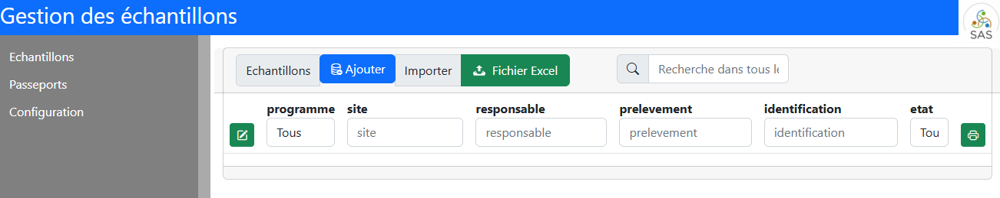 Gestion des échantillons
SAS
Echantillons
Passeports
Configuration
Echantillons Ajouter Importer Fichier Excel Recherche dans tous le
programme site responsable prelevement identification etat
Tous site responsable prelevement identification Tou